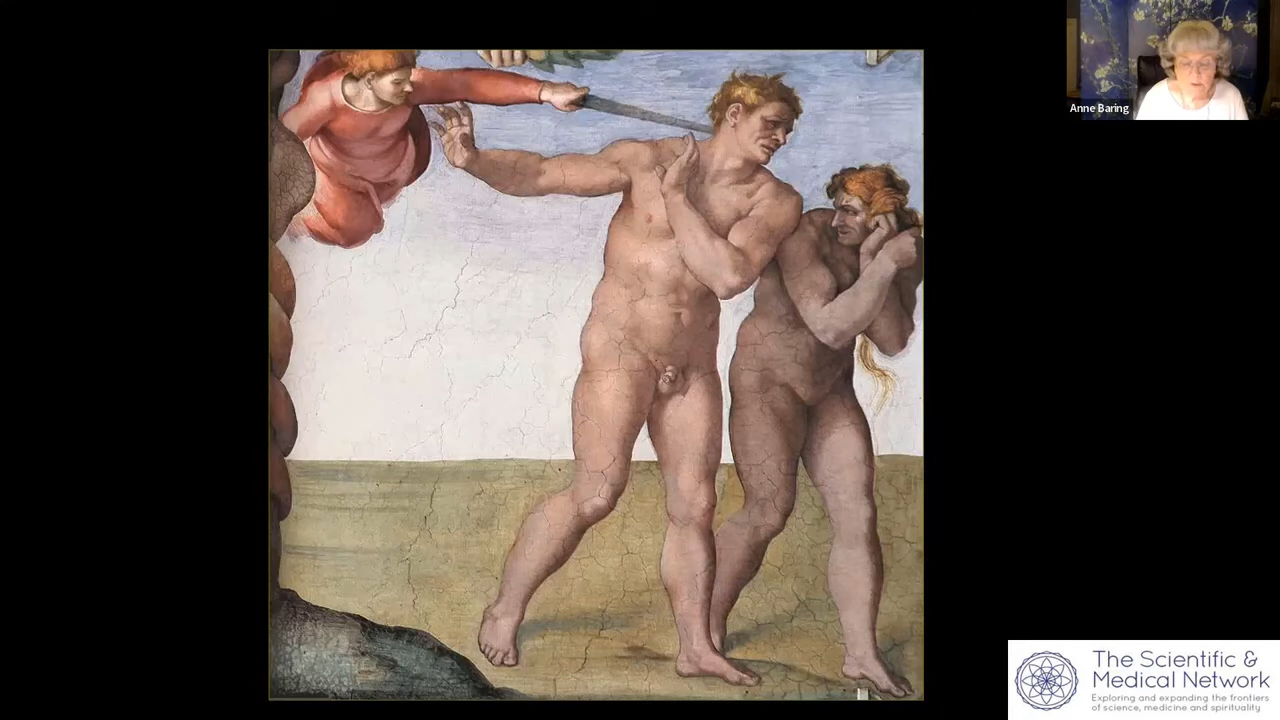 Anne Baring
The Scientific &
Medical Network
Exploring and expanding the frontiers
of science, medicine and spirituality